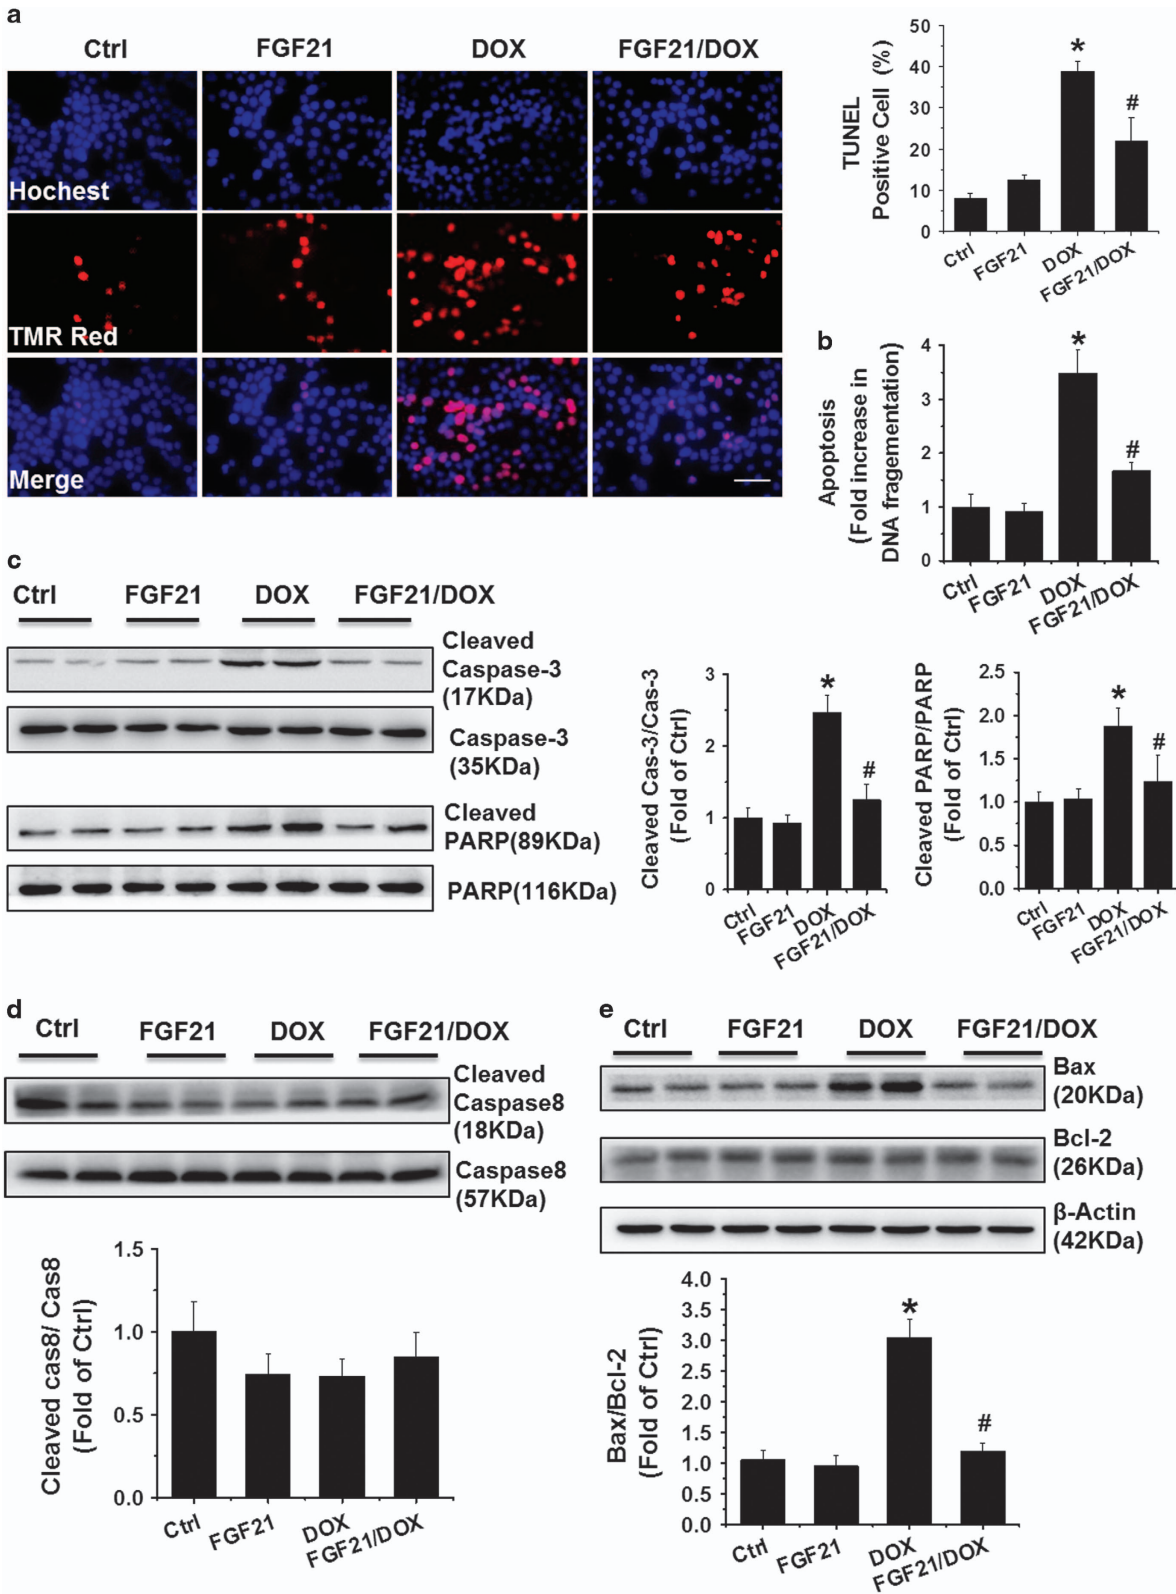 a
Ctrl
FGF21
DOX
FGF21/DOX
Hochest
TMR Red
Merge
TUNEL
Positive Cell (%)
50
40
30
20
10
0
*
#
Ctrl
FGF21
DOX
FGF21/DOX
b
Apoptosis
(Fold increase in
DNA fragementation)
4
3
2
1
0
*
#
Ctrl
FGF21
DOX
FGF21/DOX
c
Ctrl
FGF21
DOX
FGF21/DOX
Cleaved
Caspase-3
(17KDa)
Caspase-3
(35KDa)
Cleaved
PARP(89KDa)
PARP(116KDa)
Cleaved Cas-3/Cas-3
(Fold of Ctrl)
3
2
1
0
*
#
Ctrl
FGF21
DOX
FGF21/DOX
Cleaved PARP/PARP
(Fold of Ctrl)
2.5
2.0
1.5
1.0
0.5
0.0
*
#
Ctrl
FGF21
DOX
FGF21/DOX
d
Ctrl
FGF21
DOX
FGF21/DOX
Cleaved
Caspase8
(18KDa)
Caspase8
(57KDa)
Cleaved cas8/ Cas8
(Fold of Ctrl)
1.5
1.0
0.5
0.0
Ctrl
FGF21
DOX
FGF21/DOX
e
Ctrl
FGF21
DOX
FGF21/DOX
Bax
(20KDa)
Bcl-2
(26KDa)
β-Actin
(42KDa)
Bax/Bcl-2
(Fold of Ctrl)
4.0
3.5
3.0
2.5
2.0
1.5
1.0
0.5
0.0
*
#
Ctrl
FGF21
DOX
FGF21/DOX